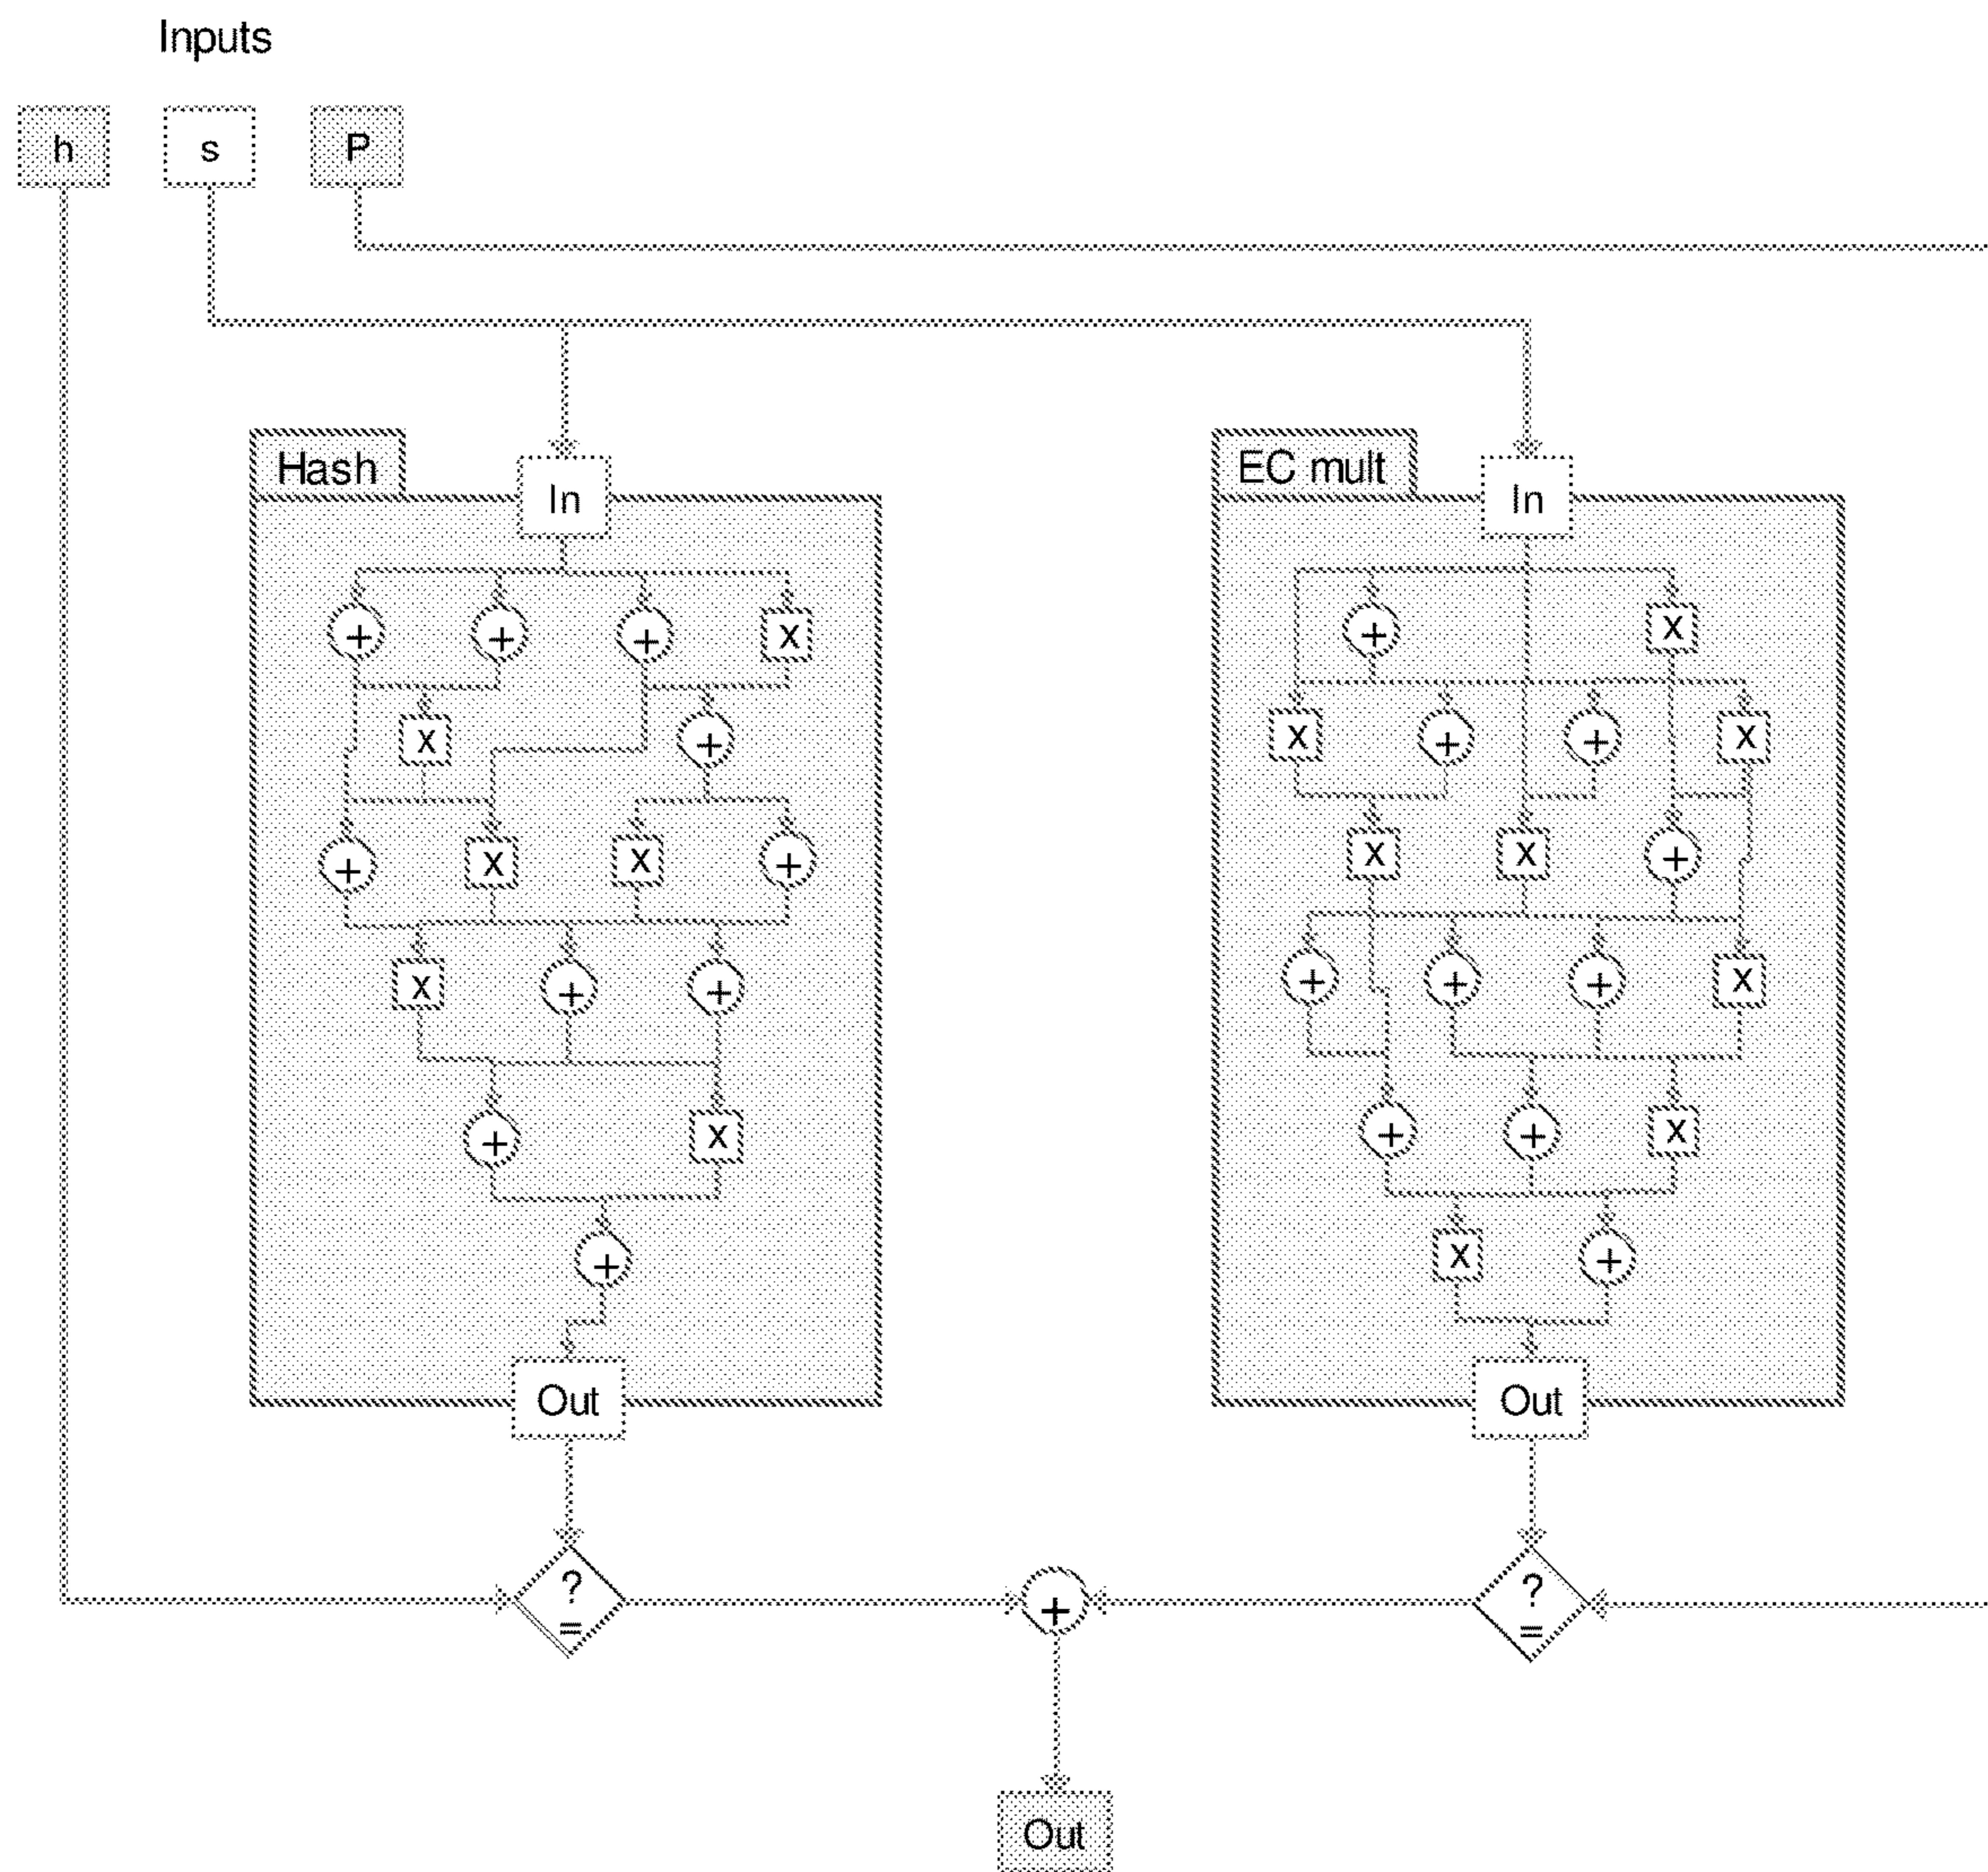 Inputs
h s P
Hash EC mult
In In
+ + + x + x
x + x + + x
+ x x + x x +
x + + + + + x
+ x + + x
+ x +
Out Out
? = + ? =
Out